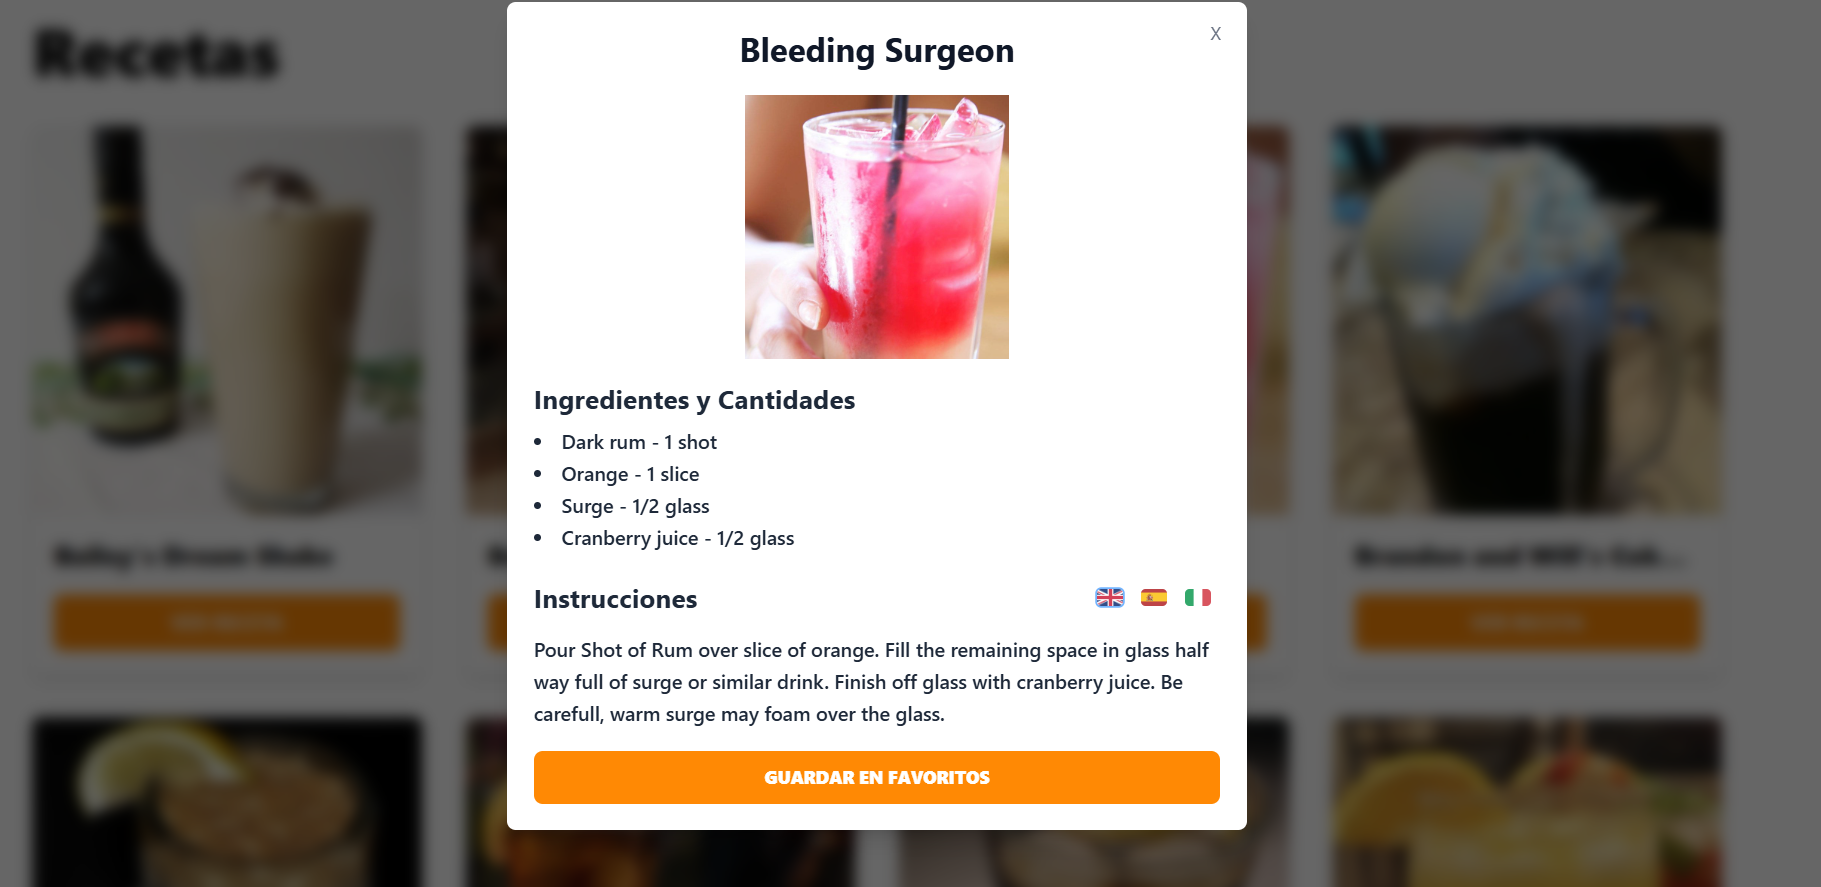 Recetas
X
Bleeding Surgeon
Ingredientes y Cantidades
• Dark rum - 1 shot
• Orange - 1 slice
• Surge - 1/2 glass
• Cranberry juice - 1/2 glass
Instrucciones
Pour Shot of Rum over slice of orange. Fill the remaining space in glass half
way full of surge or similar drink. Finish off glass with cranberry juice. Be
carefull, warm surge may foam over the glass.
GUARDAR EN FAVORITOS
Bailey's Dream Shake